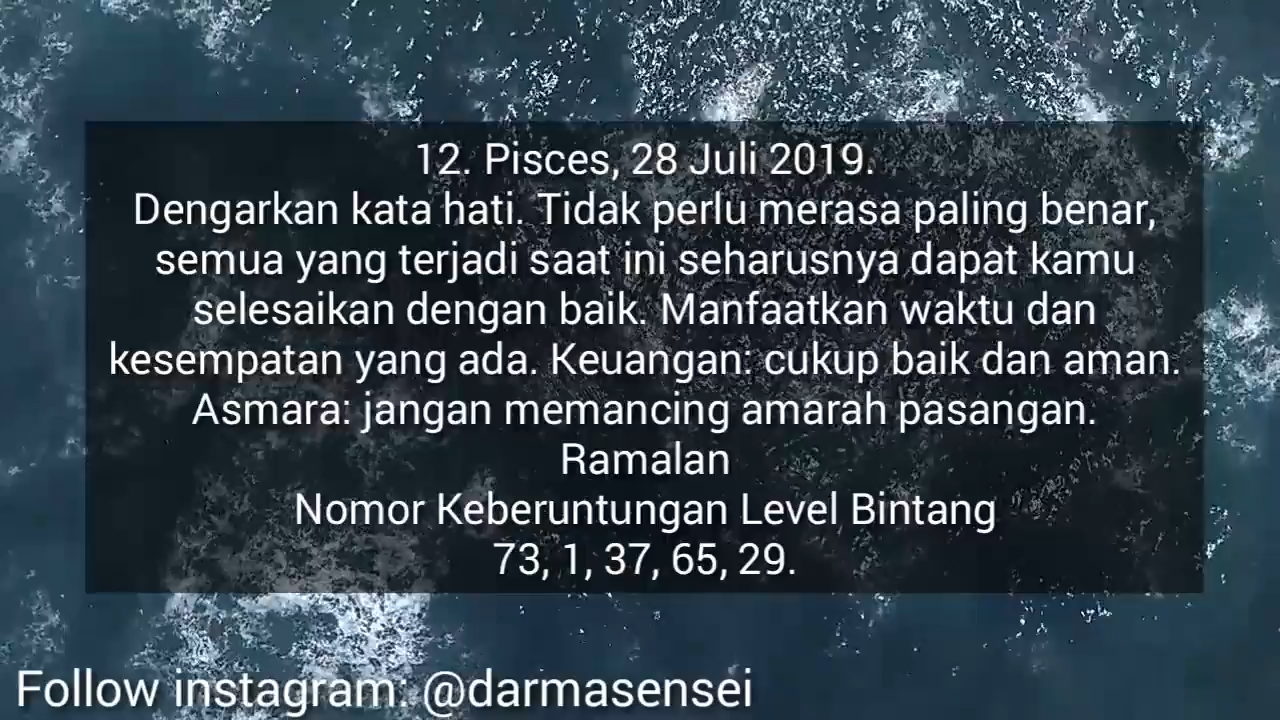 12. Pisces, 28 Juli 2019.
Dengarkan kata hati. Tidak perlu merasa paling benar,
semua yang terjadi saat ini seharusnya dapat kamu
selesaikan dengan baik. Manfaatkan waktu dan
kesempatan yang ada. Keuangan: cukup baik dan aman.
Asmara: jangan memancing amarah pasangan.
Ramalan
Nomor Keberuntungan Level Bintang
73, 1, 37, 65, 29.
Follow instagram: @darmasensei